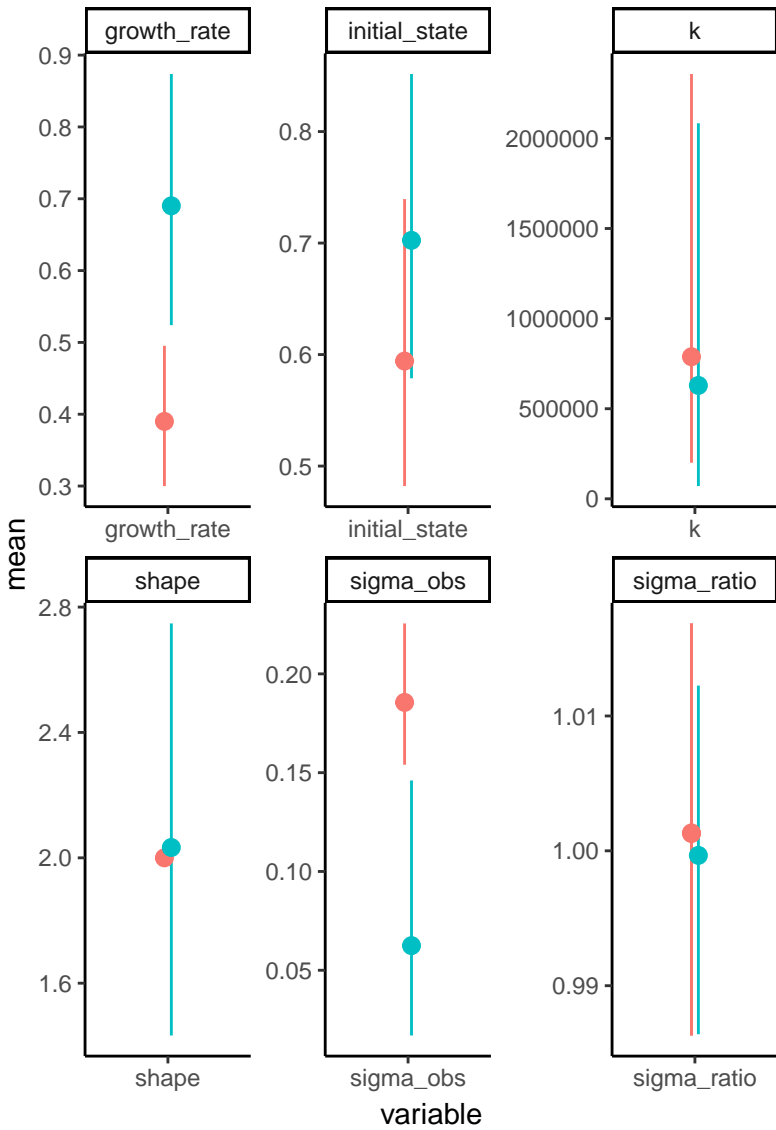 growth_rate
initial_state
k
0.9
0.8
0.7
0.6
0.5
0.4
0.3
growth_rate
0.8
0.7
0.6
0.5
initial_state
2000000
1500000
1000000
500000
0
k
mean
shape
sigma_obs
sigma_ratio
2.8
2.4
2.0
1.6
shape
0.20
0.15
0.10
0.05
sigma_obs
1.01
1.00
0.99
sigma_ratio
variable